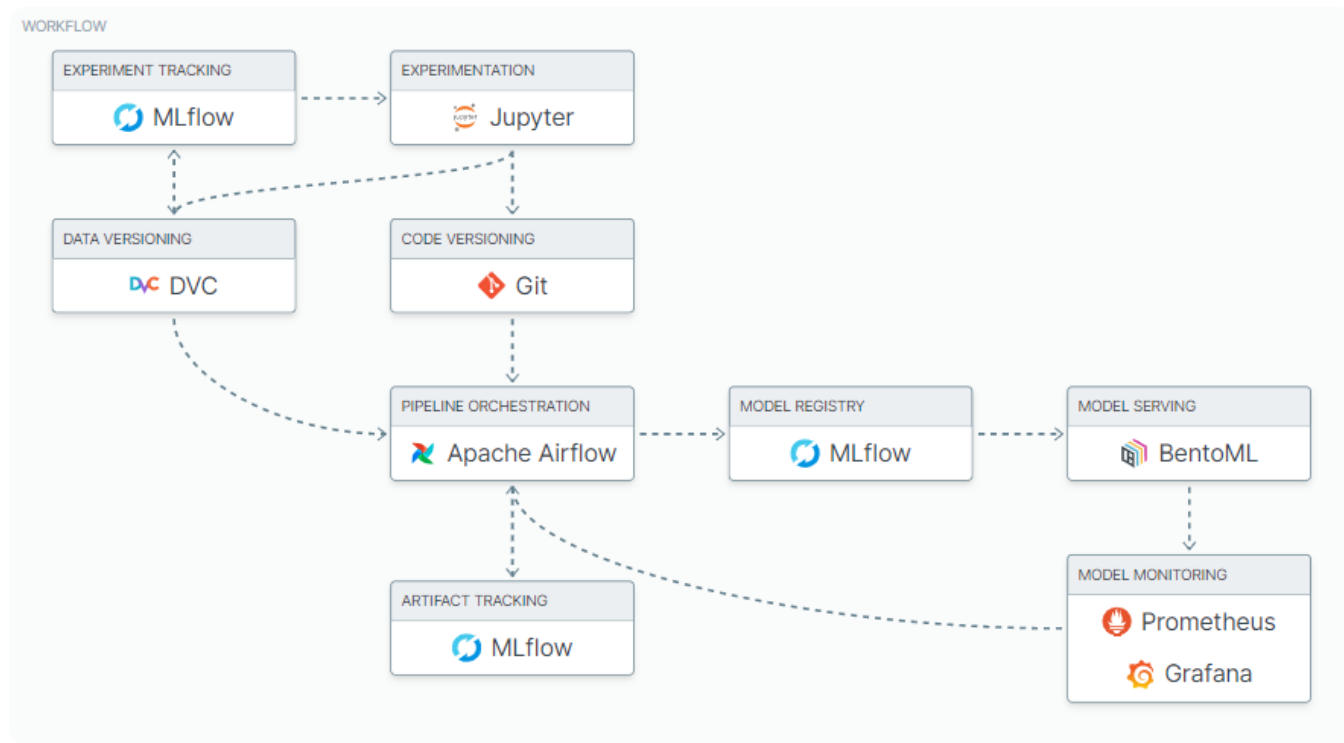 WORKFLOW
EXPERIMENT TRACKING
MLflow
EXPERIMENTATION
Jupyter
DATA VERSIONING
DVC DVC
CODE VERSIONING
Git
PIPELINE ORCHESTRATION
Apache Airflow
MODEL REGISTRY
MLflow
MODEL SERVING
BentoML
ARTIFACT TRACKING
MLflow
MODEL MONITORING
Prometheus
Grafana